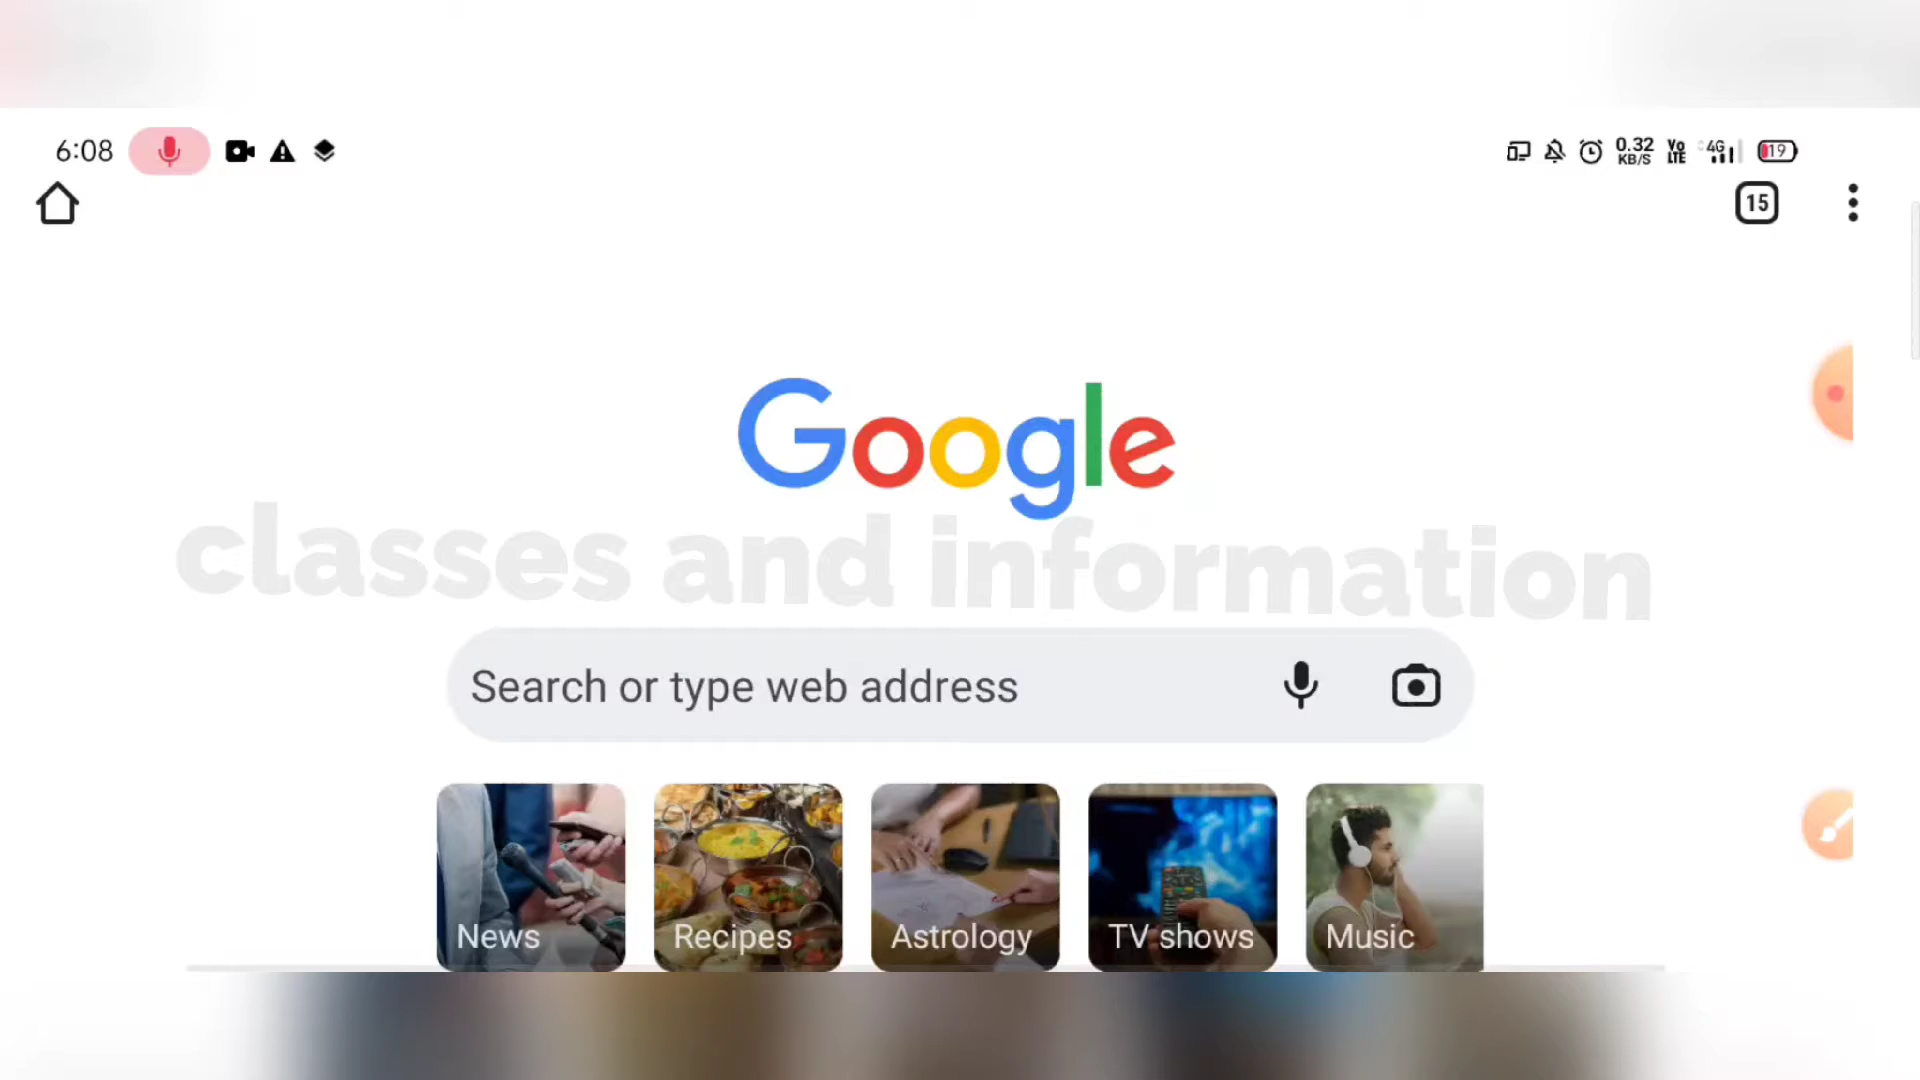 6:08
0.32 KB/S Vo LTE 4G 19
15
Google
classes and information
Search or type web address
News Recipes Astrology TV shows Music